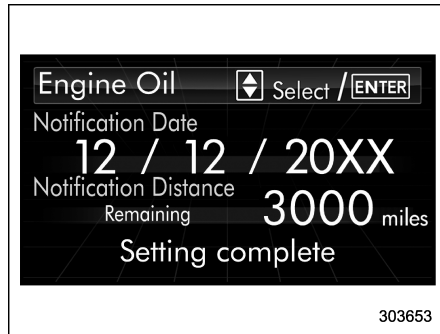 Engine Oil Select / ENTER
Notification Date
12 / 12 / 20XX
Notification Distance
Remaining 3000 miles
Setting complete
303653